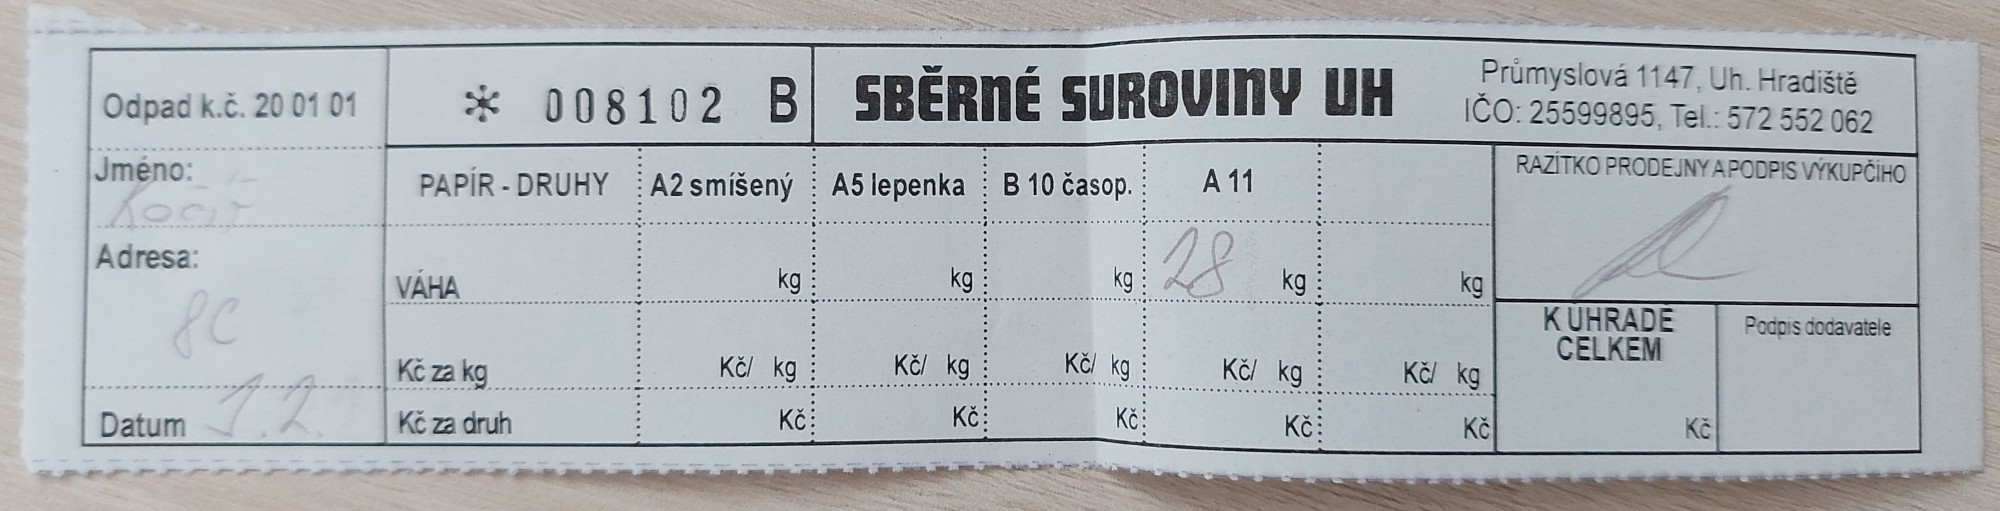 Odpad k.č. 20 01 01
* 008102 B
SBĚRNÉ SUROVINY UH
Průmyslová 1147, Uh. Hradiště
IČO: 25599895, Tel.: 572 552 062
Jméno:
PAPÍR - DRUHY A2 smíšený A5 lepenka B 10 časop. A 11
RAZÍTKO PRODEJNY A PODPIS VÝKUPČÍHO
Adresa:
8C
VÁHA kg kg kg 28 kg kg
K ÚHRADĚ
CELKEM
Kč
Podpis dodavatele
Kč za kg Kč/ kg Kč/ kg Kč/ kg Kč/ kg Kč/ kg
Datum 1.2.
Kč za druh Kč Kč Kč Kč Kč